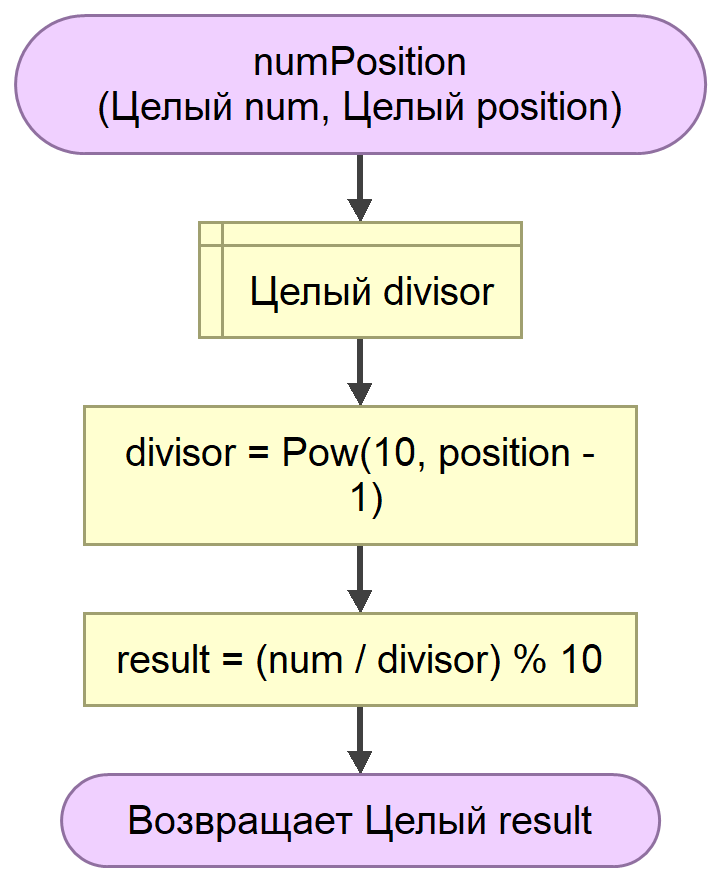 numPosition
(Целый num, Целый position)
Целый divisor
divisor = Pow(10, position -
1)
result = (num / divisor) % 10
Возвращает Целый result